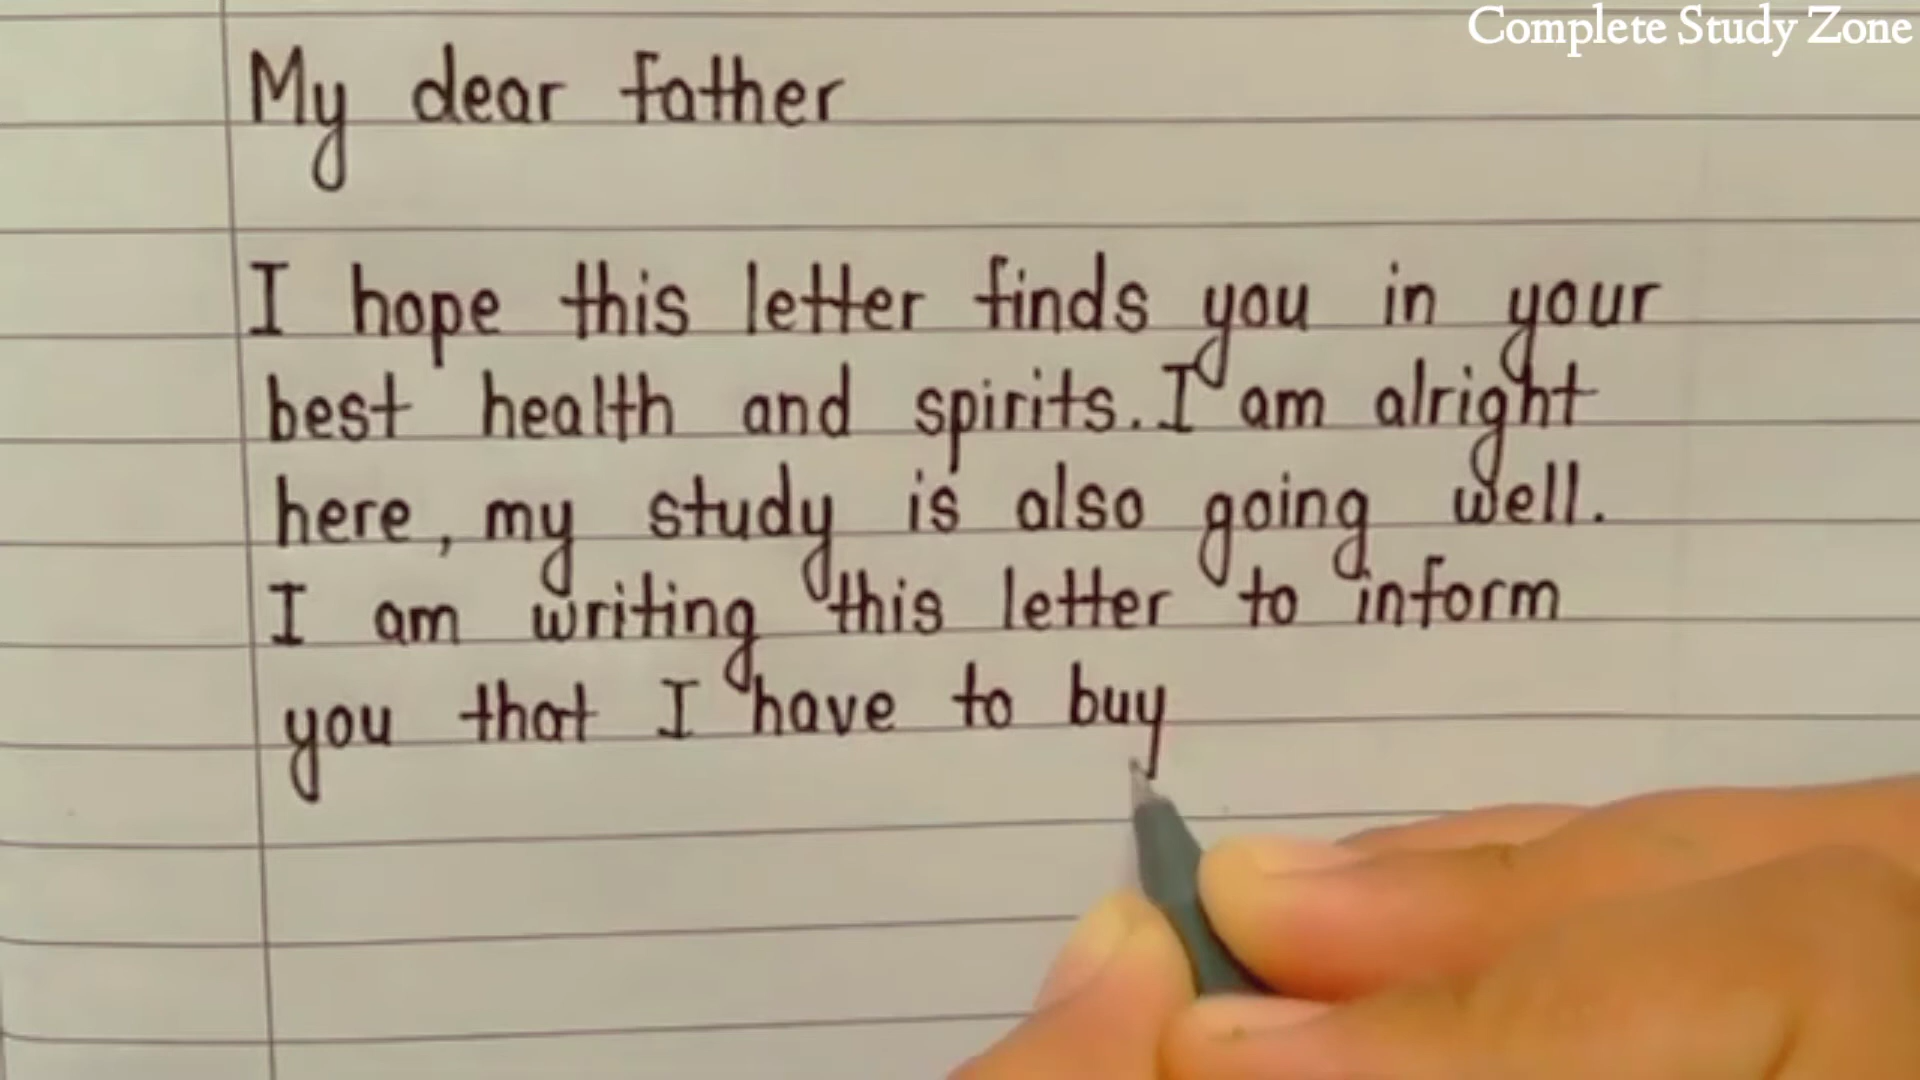 Complete Study Zone
My dear father
I hope this letter finds you in your
best health and spirits. I am alright
here, my study is also going well.
I am writing this letter to inform
you that I have to buy